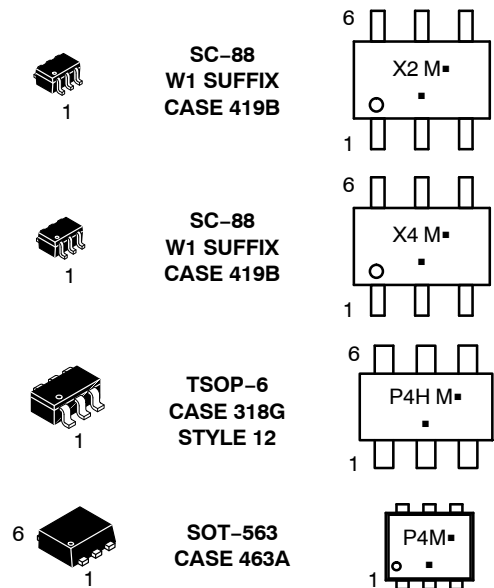 6
SC−88
W1 SUFFIX
CASE 419B
X2 M▪
▪
1
1
6
SC−88
W1 SUFFIX
CASE 419B
X4 M▪
▪
1
1
6
TSOP−6
CASE 318G
STYLE 12
P4H M▪
▪
1
1
6
SOT−563
CASE 463A
P4M▪
▪
1
1